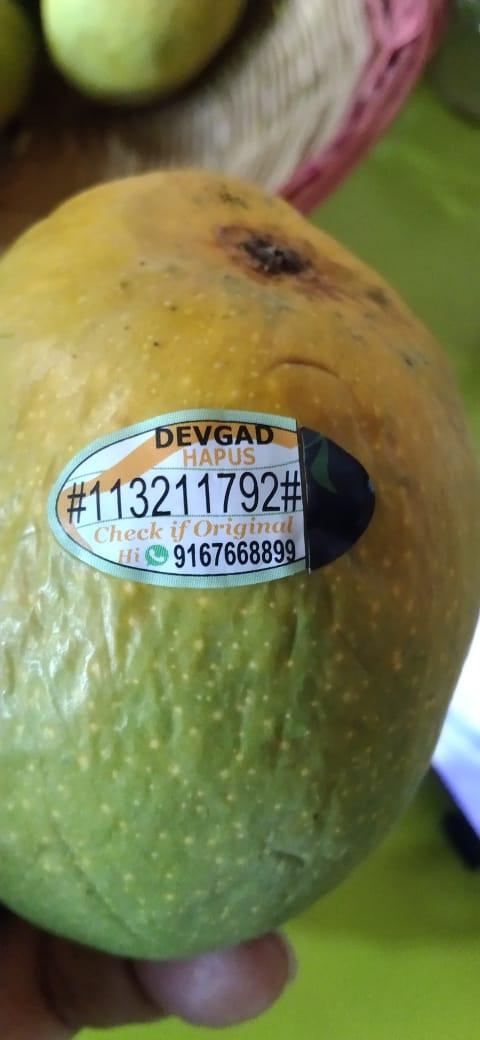 DEVGAD
HAPUS
#113211792#
Check if Original
Hi 9167668899